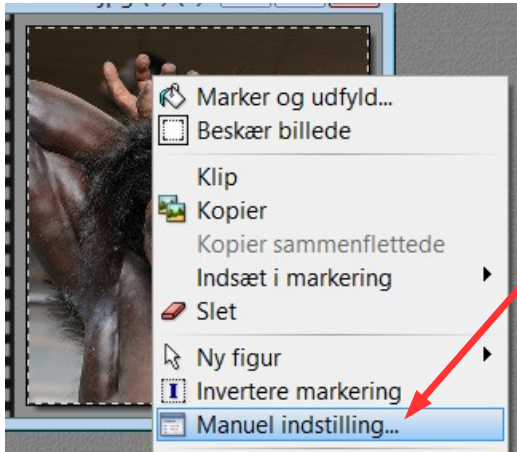 Marker og udfyld...
Beskær billede
Klip
Kopier
Kopier sammenflettede
Indsæt i markering
Slet
Ny figur
Invertere markering
Manuel indstilling...